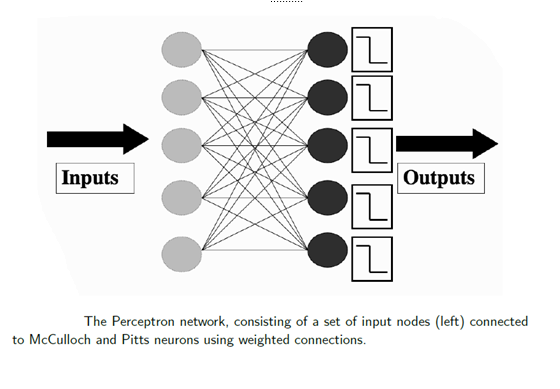 Inputs
Outputs
The Perceptron network, consisting of a set of input nodes (left) connected
to McCulloch and Pitts neurons using weighted connections.